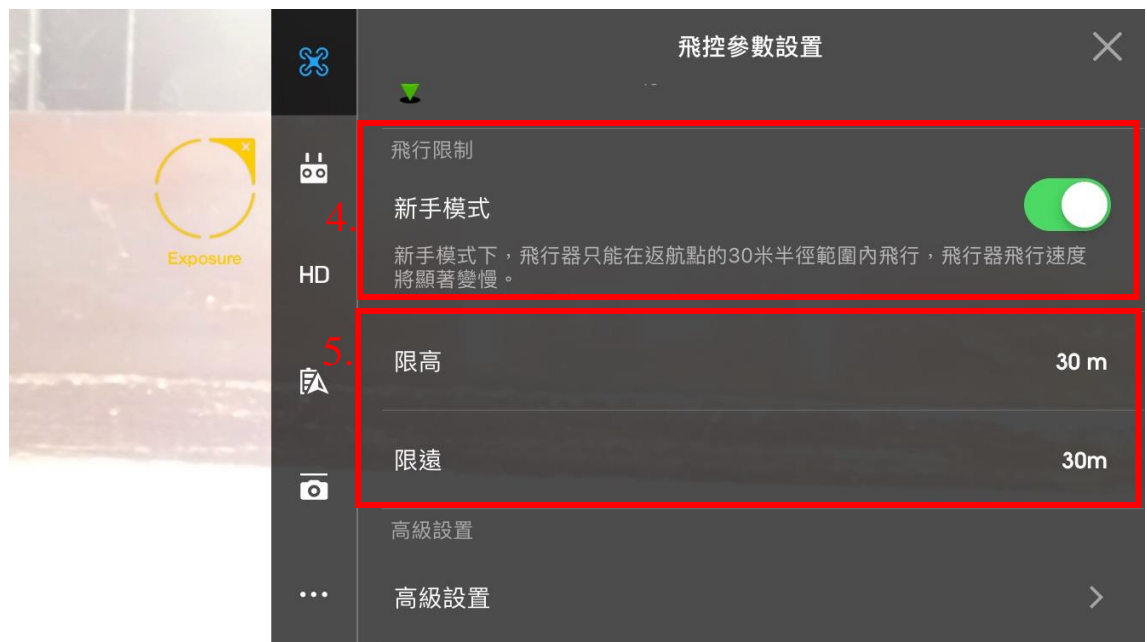 飛控參數設置
飛行限制
4.
新手模式
Exposure
新手模式下，飛行器只能在返航點的30米半徑範圍內飛行，飛行器飛行速度
將顯著變慢。
HD
5.
限高
30 m
限遠
30m
高級設置
高級設置